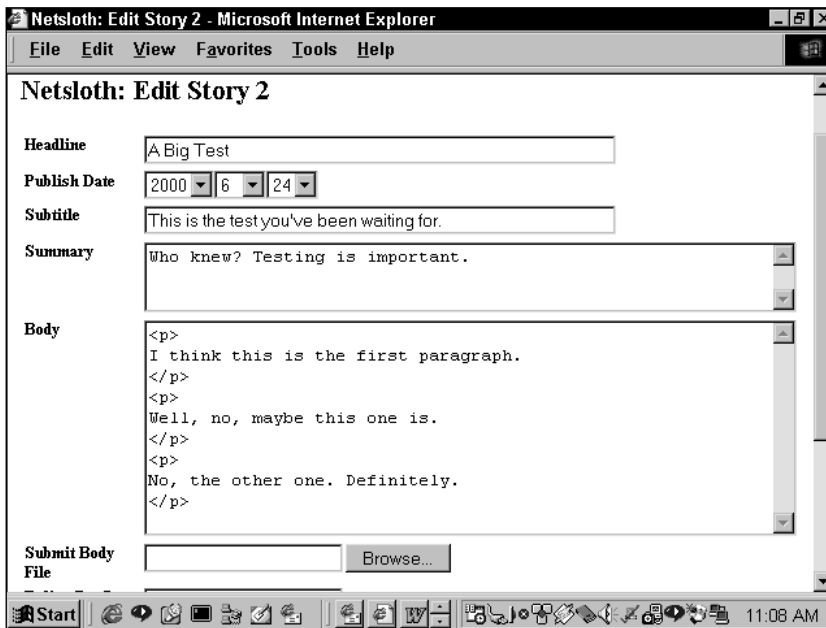 Netsloth: Edit Story 2 - Microsoft Internet Explorer
File Edit View Favorites Tools Help
Netsloth: Edit Story 2
Headline A Big Test
Publish Date 2000 6 24
Subtitle This is the test you've been waiting for.
Summary Who knew? Testing is important.
Body <p>
I think this is the first paragraph.
</p>
<p>
Well, no, maybe this one is.
</p>
<p>
No, the other one. Definitely.
</p>
Submit Body
File Browse...
Start 11:08 AM